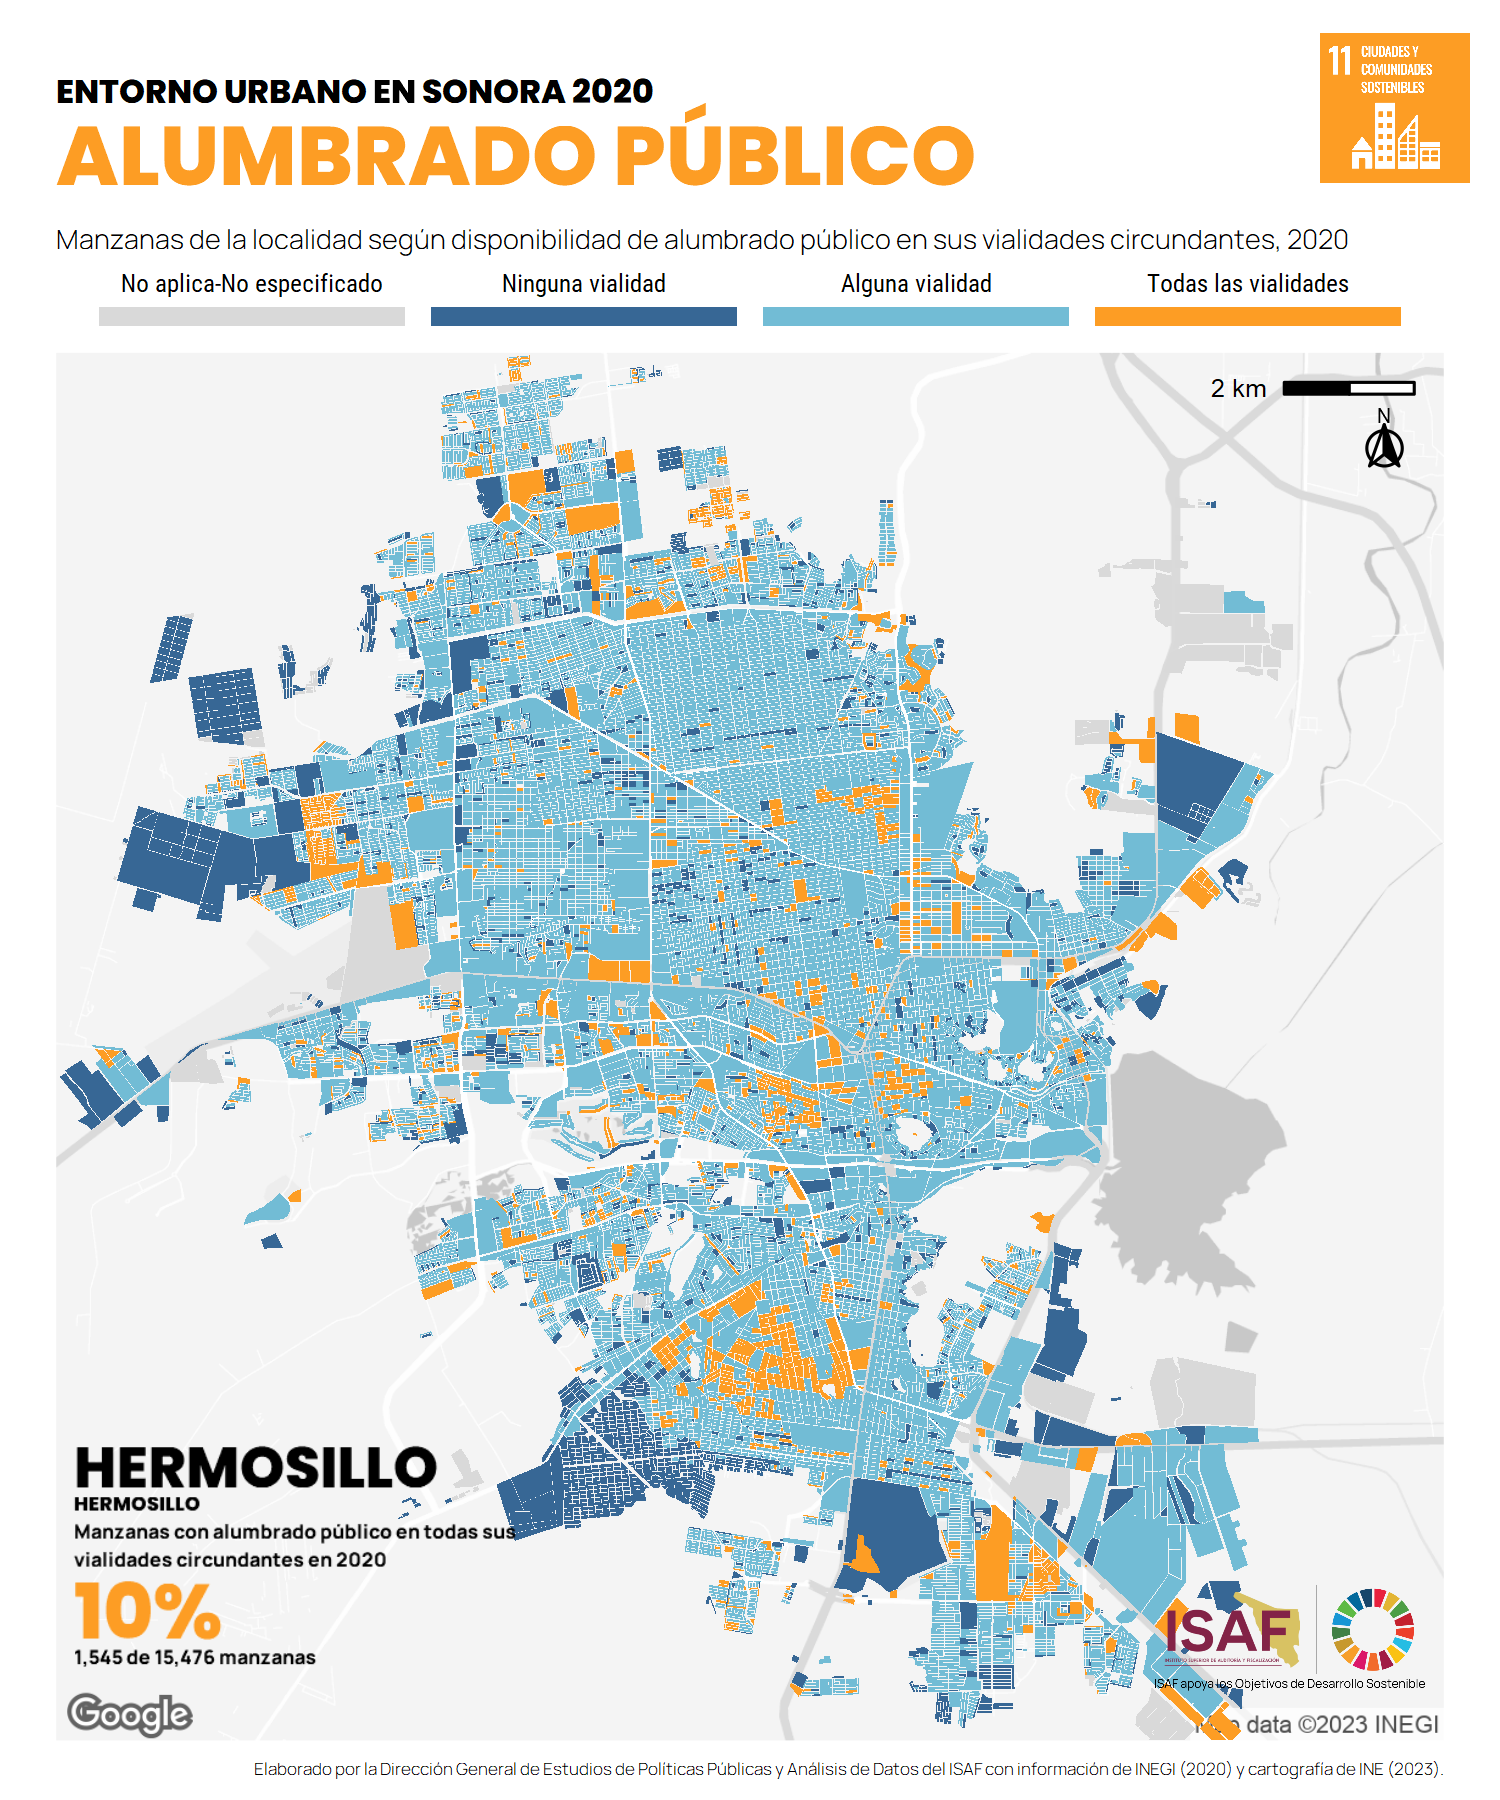 11 CIUDADES Y
COMUNIDADES
SOSTENIBLES
ENTORNO URBANO EN SONORA 2020
ALUMBRADO PÚBLICO
Manzanas de la localidad según disponibilidad de alumbrado público en sus vialidades circundantes, 2020
No aplica-No especificado Ninguna vialidad Alguna vialidad Todas las vialidades
2 km
N
HERMOSILLO
HERMOSILLO
Manzanas con alumbrado público en todas sus
vialidades circundantes en 2020
10%
1,545 de 15,476 manzanas
ISAF
INSTITUTO SUPERIOR DE AUDITORÍA Y FISCALIZACIÓN
ISAF apoya los Objetivos de Desarrollo Sostenible
Google
data ©2023 INEGI
Elaborado por la Dirección General de Estudios de Políticas Públicas y Análisis de Datos del ISAF con información de INEGI (2020) y cartografía de INE (2023).